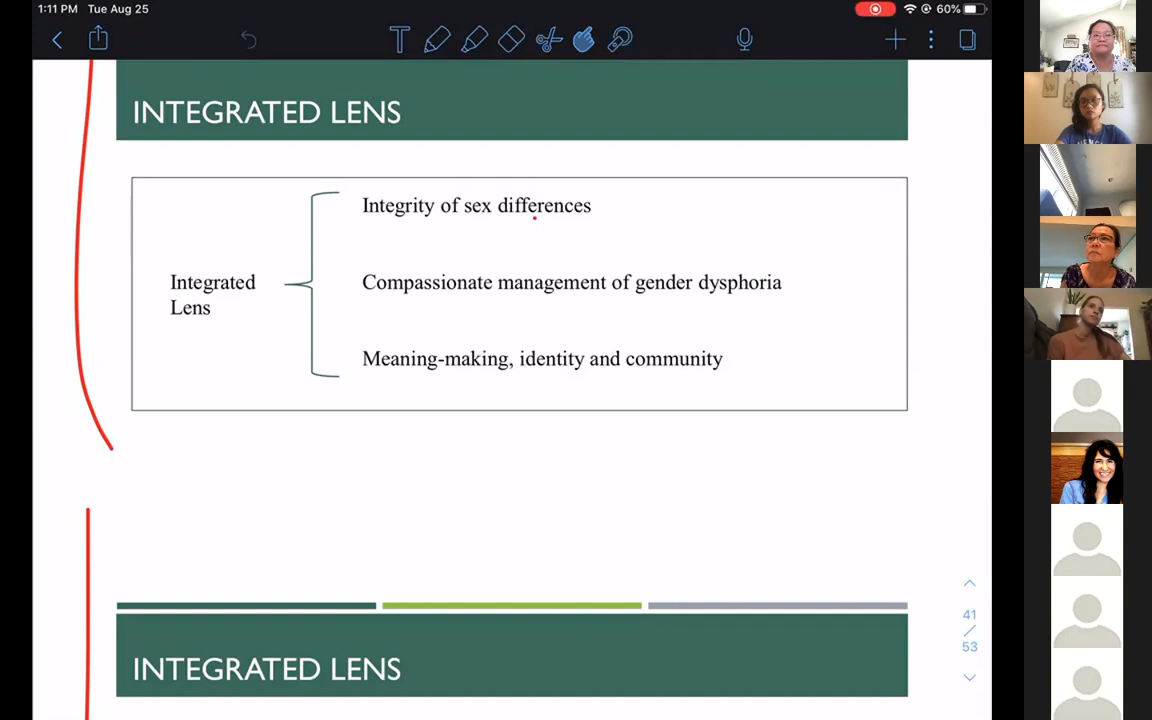 1:11 PM Tue Aug 25
60%
INTEGRATED LENS
Integrity of sex differences
Integrated
Lens
Compassionate management of gender dysphoria
Meaning-making, identity and community
41
/
53
INTEGRATED LENS